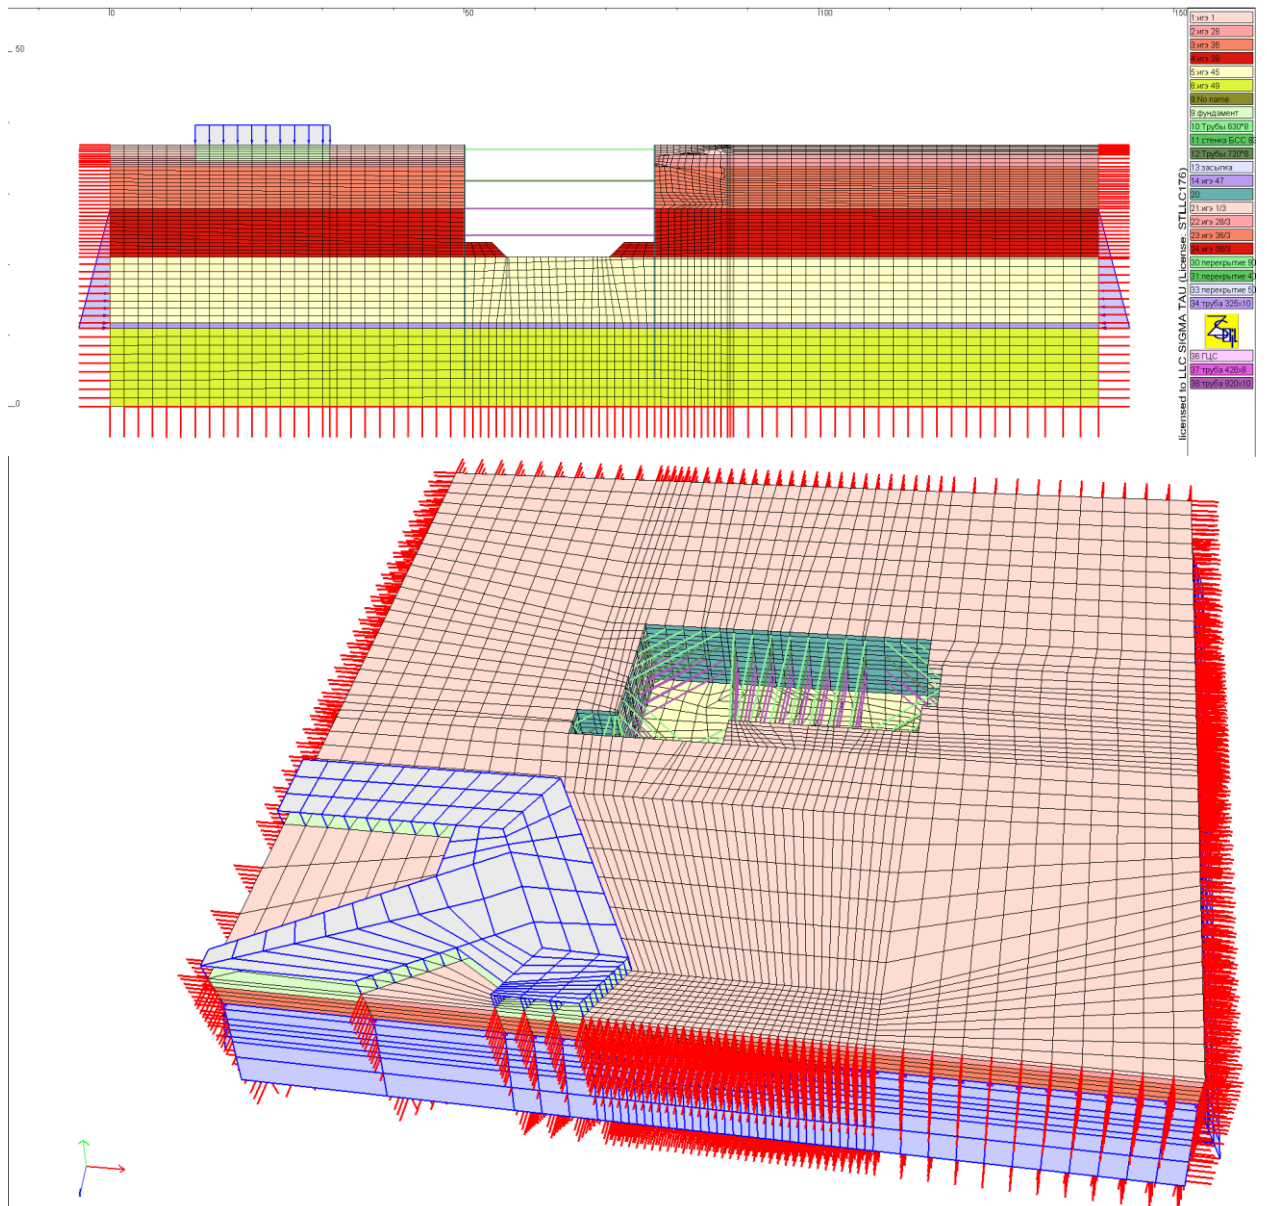 0
50
100
150
50
0
1:игэ 1
2:игэ 28
3:игэ 36
4:игэ 38
5:игэ 45
6:игэ 49
8:No name
9:фундамент
10:Трубы 630*8
11:стенка БСС
12:Трубы 720*8
13:засыпка
14:игэ 47
20:
21:игэ 1/3
22:игэ 28/3
23:игэ 36/3
24:игэ 38/3
30:перекрытие
31:перекрытие
33:перекрытие
34:труба 325х10
36:ГЦС
37:труба 426х8
38:труба 920х10
licensed to LLC SIGMA TAU (License: STLLC176)